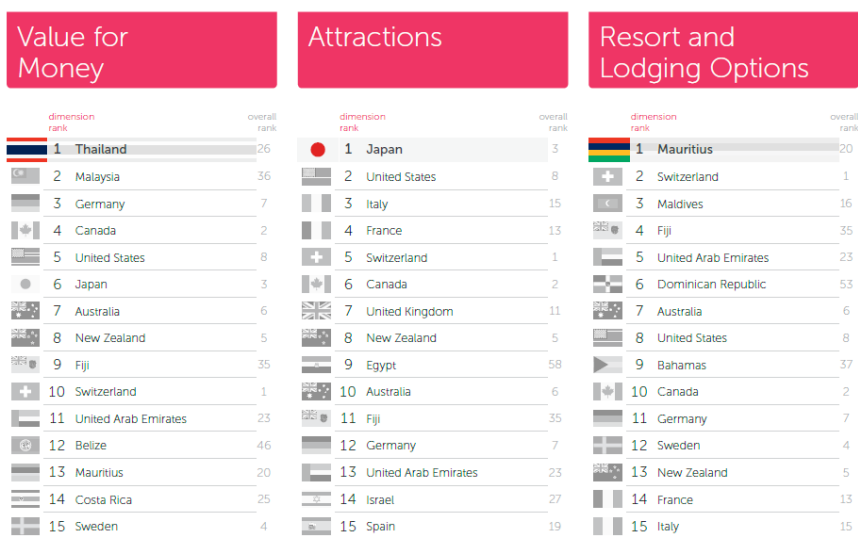 Value for
Money
dimension
rank
overall
rank
1 Thailand 26
2 Malaysia 36
3 Germany 7
4 Canada 2
5 United States 8
6 Japan 3
7 Australia 6
8 New Zealand 5
9 Fiji 35
10 Switzerland 1
11 United Arab Emirates 23
12 Belize 46
13 Mauritius 20
14 Costa Rica 25
15 Sweden 4
Attractions
dimension
rank
overall
rank
1 Japan 3
2 United States 8
3 Italy 15
4 France 13
5 Switzerland 1
6 Canada 2
7 United Kingdom 11
8 New Zealand 5
9 Egypt 58
10 Australia 6
11 Fiji 35
12 Germany 7
13 United Arab Emirates 23
14 Israel 27
15 Spain 19
Resort and
Lodging Options
dimension
rank
overall
rank
1 Mauritius 20
2 Switzerland 1
3 Maldives 16
4 Fiji 35
5 United Arab Emirates 23
6 Dominican Republic 53
7 Australia 6
8 United States 8
9 Bahamas 37
10 Canada 2
11 Germany 7
12 Sweden 4
13 New Zealand 5
14 France 13
15 Italy 15